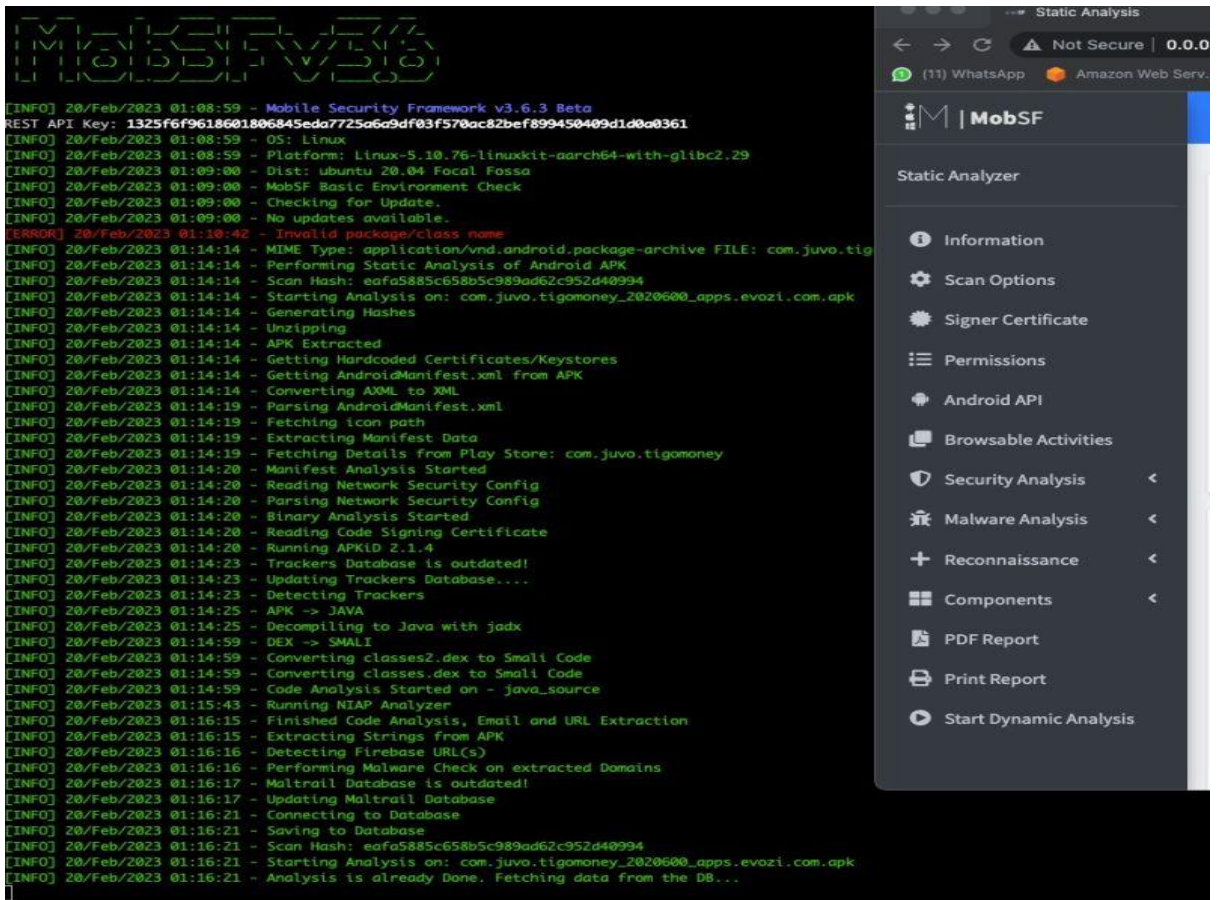 MobSF v3.6
[INFO] 20/Feb/2023 01:08:59 - Mobile Security Framework v3.6.3 Beta
REST API Key: 1325f6f9618601806845eda7725a6a9df03f570ac82bef899450409d1d0a0361
[INFO] 20/Feb/2023 01:08:59 - OS: Linux
[INFO] 20/Feb/2023 01:08:59 - Platform: Linux-5.10.76-linuxkit-aarch64-with-glibc2.29
[INFO] 20/Feb/2023 01:09:00 - Dist: ubuntu 20.04 Focal Fossa
[INFO] 20/Feb/2023 01:09:00 - MobSF Basic Environment Check
[INFO] 20/Feb/2023 01:09:00 - Checking for Update.
[INFO] 20/Feb/2023 01:09:00 - No updates available.
[ERROR] 20/Feb/2023 01:10:42 - Invalid package/class name
[INFO] 20/Feb/2023 01:14:14 - MIME Type: application/vnd.android.package-archive FILE: com.juvo.tig
[INFO] 20/Feb/2023 01:14:14 - Performing Static Analysis of Android APK
[INFO] 20/Feb/2023 01:14:14 - Scan Hash: eafa5885c658b5c989ad62c952d40994
[INFO] 20/Feb/2023 01:14:14 - Starting Analysis on: com.juvo.tigomoney_2020600_apps.evozi.com.apk
[INFO] 20/Feb/2023 01:14:14 - Generating Hashes
[INFO] 20/Feb/2023 01:14:14 - Unzipping
[INFO] 20/Feb/2023 01:14:14 - APK Extracted
[INFO] 20/Feb/2023 01:14:14 - Getting Hardcoded Certificates/Keystores
[INFO] 20/Feb/2023 01:14:14 - Getting AndroidManifest.xml from APK
[INFO] 20/Feb/2023 01:14:14 - Converting AXML to XML
[INFO] 20/Feb/2023 01:14:19 - Parsing AndroidManifest.xml
[INFO] 20/Feb/2023 01:14:19 - Fetching icon path
[INFO] 20/Feb/2023 01:14:19 - Extracting Manifest Data
[INFO] 20/Feb/2023 01:14:19 - Fetching Details from Play Store: com.juvo.tigomoney
[INFO] 20/Feb/2023 01:14:20 - Manifest Analysis Started
[INFO] 20/Feb/2023 01:14:20 - Reading Network Security Config
[INFO] 20/Feb/2023 01:14:20 - Parsing Network Security Config
[INFO] 20/Feb/2023 01:14:20 - Binary Analysis Started
[INFO] 20/Feb/2023 01:14:20 - Reading Code Signing Certificate
[INFO] 20/Feb/2023 01:14:20 - Running APKiD 2.1.4
[INFO] 20/Feb/2023 01:14:23 - Trackers Database is outdated!
[INFO] 20/Feb/2023 01:14:23 - Updating Trackers Database....
[INFO] 20/Feb/2023 01:14:23 - Detecting Trackers
[INFO] 20/Feb/2023 01:14:25 - APK -> JAVA
[INFO] 20/Feb/2023 01:14:25 - Decompiling to Java with jadx
[INFO] 20/Feb/2023 01:14:59 - DEX -> SMALI
[INFO] 20/Feb/2023 01:14:59 - Converting classes2.dex to Smali Code
[INFO] 20/Feb/2023 01:14:59 - Converting classes.dex to Smali Code
[INFO] 20/Feb/2023 01:14:59 - Code Analysis Started on - java_source
[INFO] 20/Feb/2023 01:15:43 - Running NIAP Analyzer
[INFO] 20/Feb/2023 01:16:15 - Finished Code Analysis, Email and URL Extraction
[INFO] 20/Feb/2023 01:16:15 - Extracting Strings from APK
[INFO] 20/Feb/2023 01:16:16 - Detecting Firebase URL(s)
[INFO] 20/Feb/2023 01:16:16 - Performing Malware Check on extracted Domains
[INFO] 20/Feb/2023 01:16:17 - Maltrail Database is outdated!
[INFO] 20/Feb/2023 01:16:17 - Updating Maltrail Database
[INFO] 20/Feb/2023 01:16:21 - Connecting to Database
[INFO] 20/Feb/2023 01:16:21 - Saving to Database
[INFO] 20/Feb/2023 01:16:21 - Scan Hash: eafa5885c658b5c989ad62c952d40994
[INFO] 20/Feb/2023 01:16:21 - Starting Analysis on: com.juvo.tigomoney_2020600_apps.evozi.com.apk
[INFO] 20/Feb/2023 01:16:21 - Analysis is already Done. Fetching data from the DB...
Static Analysis
Not Secure | 0.0.0
(11) WhatsApp Amazon Web Serv.
MobSF
Static Analyzer
Information
Scan Options
Signer Certificate
Permissions
Android API
Browsable Activities
Security Analysis
Malware Analysis
Reconnaissance
Components
PDF Report
Print Report
Start Dynamic Analysis